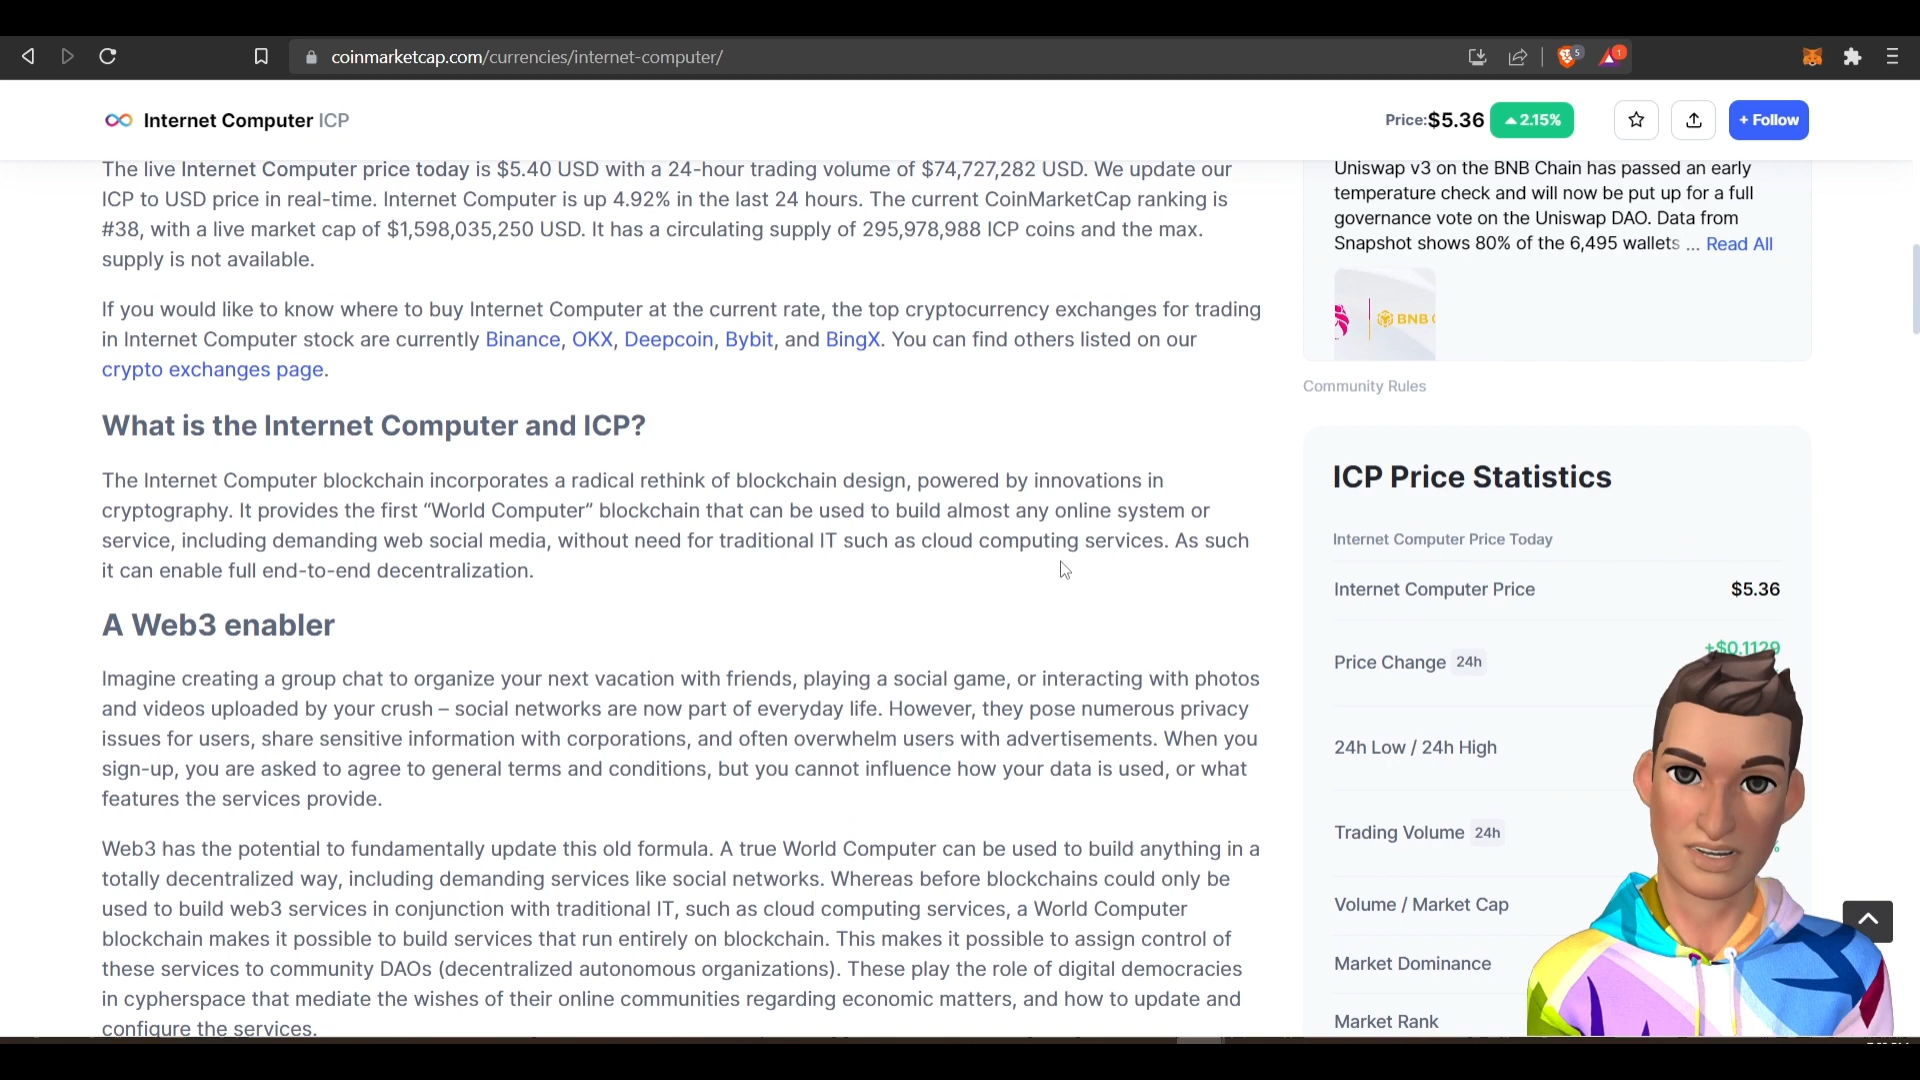 coinmarketcap.com/currencies/internet-computer/
5
1
Internet Computer ICP
Price:$5.36
2.15%
+ Follow
The live Internet Computer price today is $5.40 USD with a 24-hour trading volume of $74,727,282 USD. We update our
ICP to USD price in real-time. Internet Computer is up 4.92% in the last 24 hours. The current CoinMarketCap ranking is
#38, with a live market cap of $1,598,035,250 USD. It has a circulating supply of 295,978,988 ICP coins and the max.
supply is not available.
If you would like to know where to buy Internet Computer at the current rate, the top cryptocurrency exchanges for trading
in Internet Computer stock are currently Binance, OKX, Deepcoin, Bybit, and BingX. You can find others listed on our
crypto exchanges page.
What is the Internet Computer and ICP?
The Internet Computer blockchain incorporates a radical rethink of blockchain design, powered by innovations in
cryptography. It provides the first “World Computer” blockchain that can be used to build almost any online system or
service, including demanding web social media, without need for traditional IT such as cloud computing services. As such
it can enable full end-to-end decentralization.
A Web3 enabler
Imagine creating a group chat to organize your next vacation with friends, playing a social game, or interacting with photos
and videos uploaded by your crush – social networks are now part of everyday life. However, they pose numerous privacy
issues for users, share sensitive information with corporations, and often overwhelm users with advertisements. When you
sign-up, you are asked to agree to general terms and conditions, but you cannot influence how your data is used, or what
features the services provide.
Web3 has the potential to fundamentally update this old formula. A true World Computer can be used to build anything in a
totally decentralized way, including demanding services like social networks. Whereas before blockchains could only be
used to build web3 services in conjunction with traditional IT, such as cloud computing services, a World Computer
blockchain makes it possible to build services that run entirely on blockchain. This makes it possible to assign control of
these services to community DAOs (decentralized autonomous organizations). These play the role of digital democracies
in cypherspace that mediate the wishes of their online communities regarding economic matters, and how to update and
configure the services.
Uniswap v3 on the BNB Chain has passed an early
temperature check and will now be put up for a full
governance vote on the Uniswap DAO. Data from
Snapshot shows 80% of the 6,495 wallets ... Read All
BNB
Community Rules
ICP Price Statistics
Internet Computer Price Today
Internet Computer Price $5.36
Price Change 24h +$0.1129
24h Low / 24h High
Trading Volume 24h
%
Volume / Market Cap
Market Dominance
Market Rank